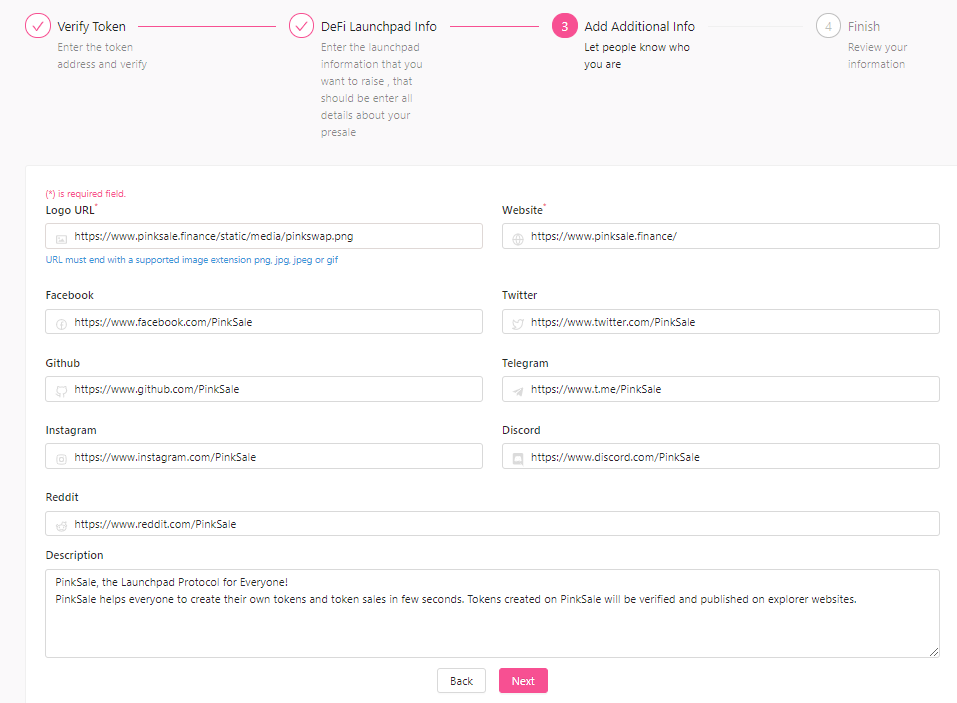 Verify Token
Enter the token
address and verify
DeFi Launchpad Info
Enter the launchpad
information that you
want to raise , that
should be enter all
details about your
presale
3
Add Additional Info
Let people know who
you are
4
Finish
Review your
information
(*) is required field.
Logo URL*
https://www.pinksale.finance/static/media/pinkswap.png
URL must end with a supported image extension png, jpg, jpeg or gif
Website*
https://www.pinksale.finance/
Facebook
https://www.facebook.com/PinkSale
Twitter
https://www.twitter.com/PinkSale
Github
https://www.github.com/PinkSale
Telegram
https://www.t.me/PinkSale
Instagram
https://www.instagram.com/PinkSale
Discord
https://www.discord.com/PinkSale
Reddit
https://www.reddit.com/PinkSale
Description
PinkSale, the Launchpad Protocol for Everyone!
PinkSale helps everyone to create their own tokens and token sales in few seconds. Tokens created on PinkSale will be verified and published on explorer websites.
Back
Next